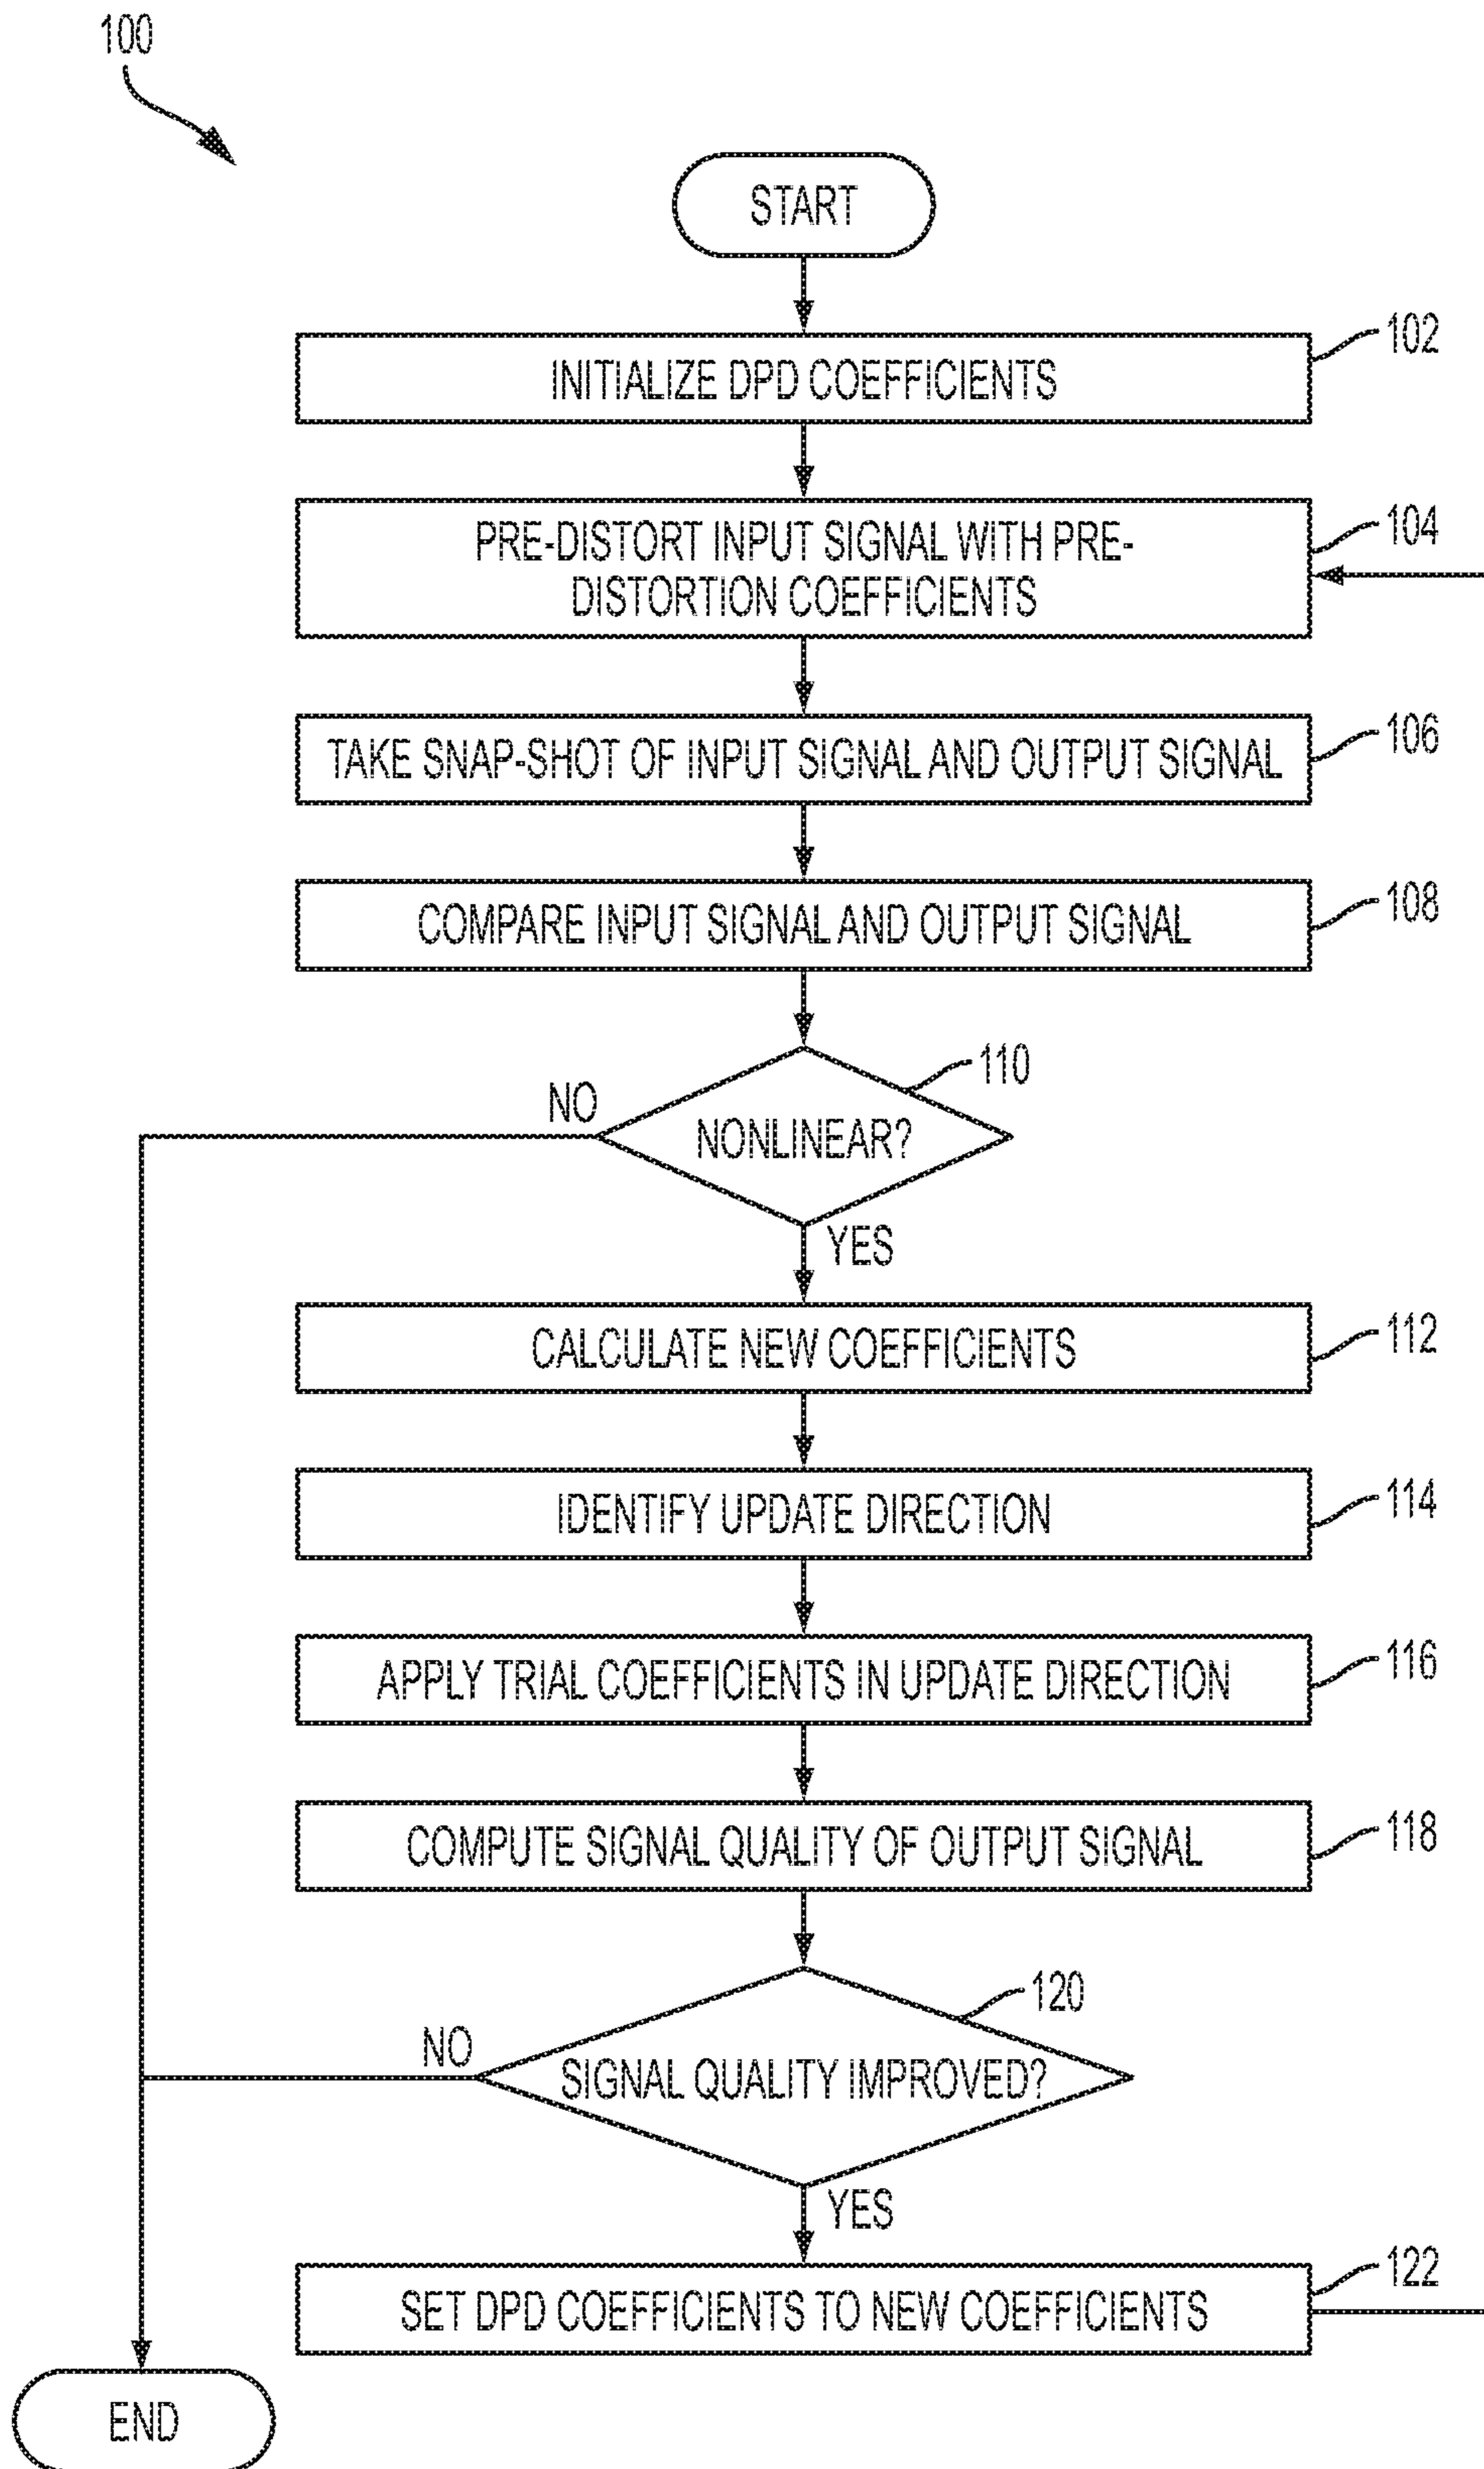 100
START
102
INITIALIZE DPD COEFFICIENTS
104
PRE-DISTORT INPUT SIGNAL WITH PRE-
DISTORTION COEFFICIENTS
106
TAKE SNAP-SHOT OF INPUT SIGNAL AND OUTPUT SIGNAL
108
COMPARE INPUT SIGNAL AND OUTPUT SIGNAL
110
NO
NONLINEAR?
YES
112
CALCULATE NEW COEFFICIENTS
114
IDENTIFY UPDATE DIRECTION
116
APPLY TRIAL COEFFICIENTS IN UPDATE DIRECTION
118
COMPUTE SIGNAL QUALITY OF OUTPUT SIGNAL
120
NO
SIGNAL QUALITY IMPROVED?
YES
122
SET DPD COEFFICIENTS TO NEW COEFFICIENTS
END